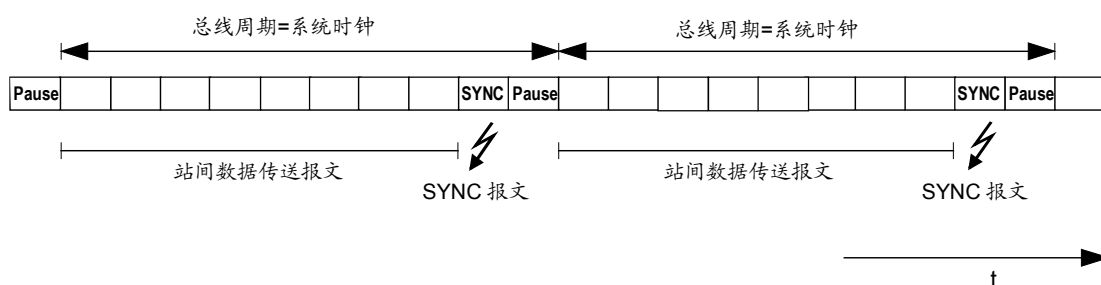 总线周期=系统时钟 总线周期=系统时钟
Pause SYNC Pause SYNC Pause
站间数据传送报文 站间数据传送报文
SYNC 报文 SYNC 报文
t